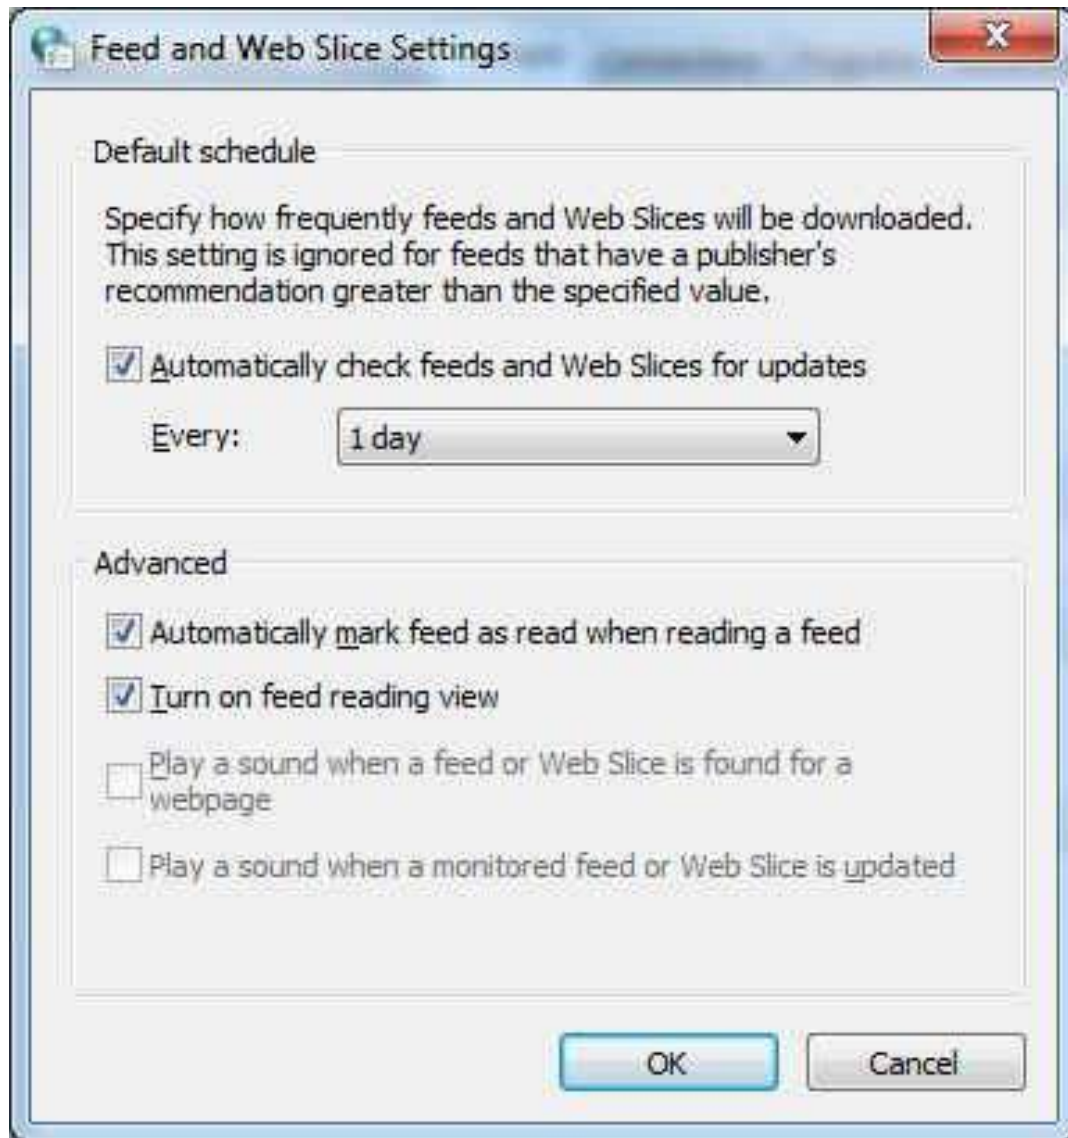 Feed and Web Slice Settings
Default schedule
Specify how frequently feeds and Web Slices will be downloaded.
This setting is ignored for feeds that have a publisher's
recommendation greater than the specified value.
Automatically check feeds and Web Slices for updates
Every: 1 day
Advanced
Automatically mark feed as read when reading a feed
Turn on feed reading view
Play a sound when a feed or Web Slice is found for a
webpage
Play a sound when a monitored feed or Web Slice is updated
OK Cancel